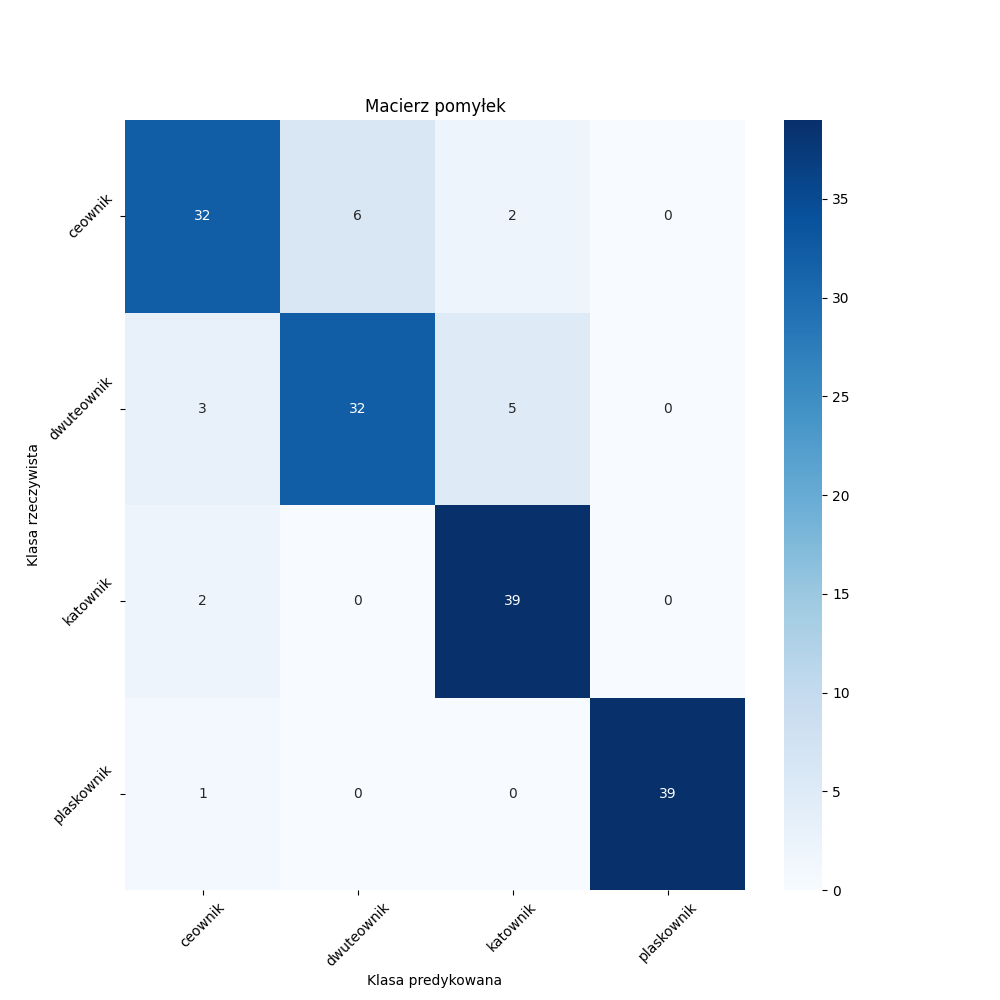 Macierz pomyłek
ceownik 32 6 2 0
dwuteownik 3 32 5 0
katownik 2 0 39 0
plaskownik 1 0 0 39
Klasa rzeczywista
ceownik dwuteownik katownik plaskownik
Klasa predykowana
35
30
25
20
15
10
5
0